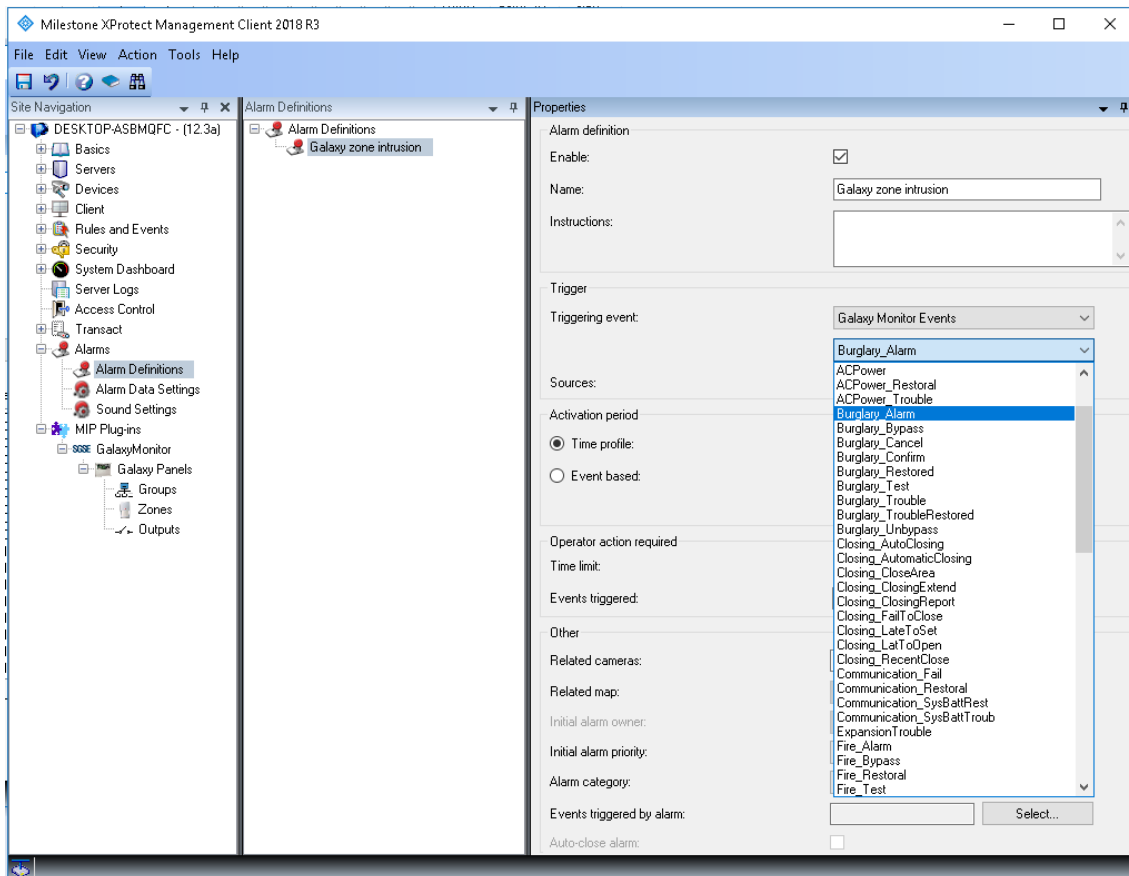 Milestone XProtect Management Client 2018 R3
File Edit View Action Tools Help
Site Navigation
DESKTOP-ASBMQFC - (12.3a)
Basics
Servers
Devices
Client
Rules and Events
Security
System Dashboard
Server Logs
Access Control
Transact
Alarms
Alarm Definitions
Alarm Data Settings
Sound Settings
MIP Plug-ins
SGSE GalaxyMonitor
Galaxy Panels
Groups
Zones
Outputs
Alarm Definitions
Alarm Definitions
Galaxy zone intrusion
Properties
Alarm definition
Enable:
Name: Galaxy zone intrusion
Instructions:
Trigger
Triggering event: Galaxy Monitor Events
Burglary_Alarm
Sources:
Activation period
Time profile:
Event based:
Operator action required
Time limit:
Events triggered:
Other
Related cameras:
Related map:
Initial alarm owner:
Initial alarm priority:
Alarm category:
Events triggered by alarm: Select...
Auto-close alarm:
ACPower
ACPower_Restoral
ACPower_Trouble
Burglary_Alarm
Burglary_Bypass
Burglary_Cancel
Burglary_Confirm
Burglary_Restored
Burglary_Test
Burglary_Trouble
Burglary_TroubleRestored
Burglary_Unbypass
Closing_AutoClosing
Closing_AutomaticClosing
Closing_CloseArea
Closing_ClosingExtend
Closing_ClosingReport
Closing_FailToClose
Closing_LateToSet
Closing_LatToOpen
Closing_RecentClose
Communication_Fail
Communication_Restoral
Communication_SysBattRest
Communication_SysBattTroub
ExpansionTrouble
Fire_Alarm
Fire_Bypass
Fire_Restoral
Fire_Test